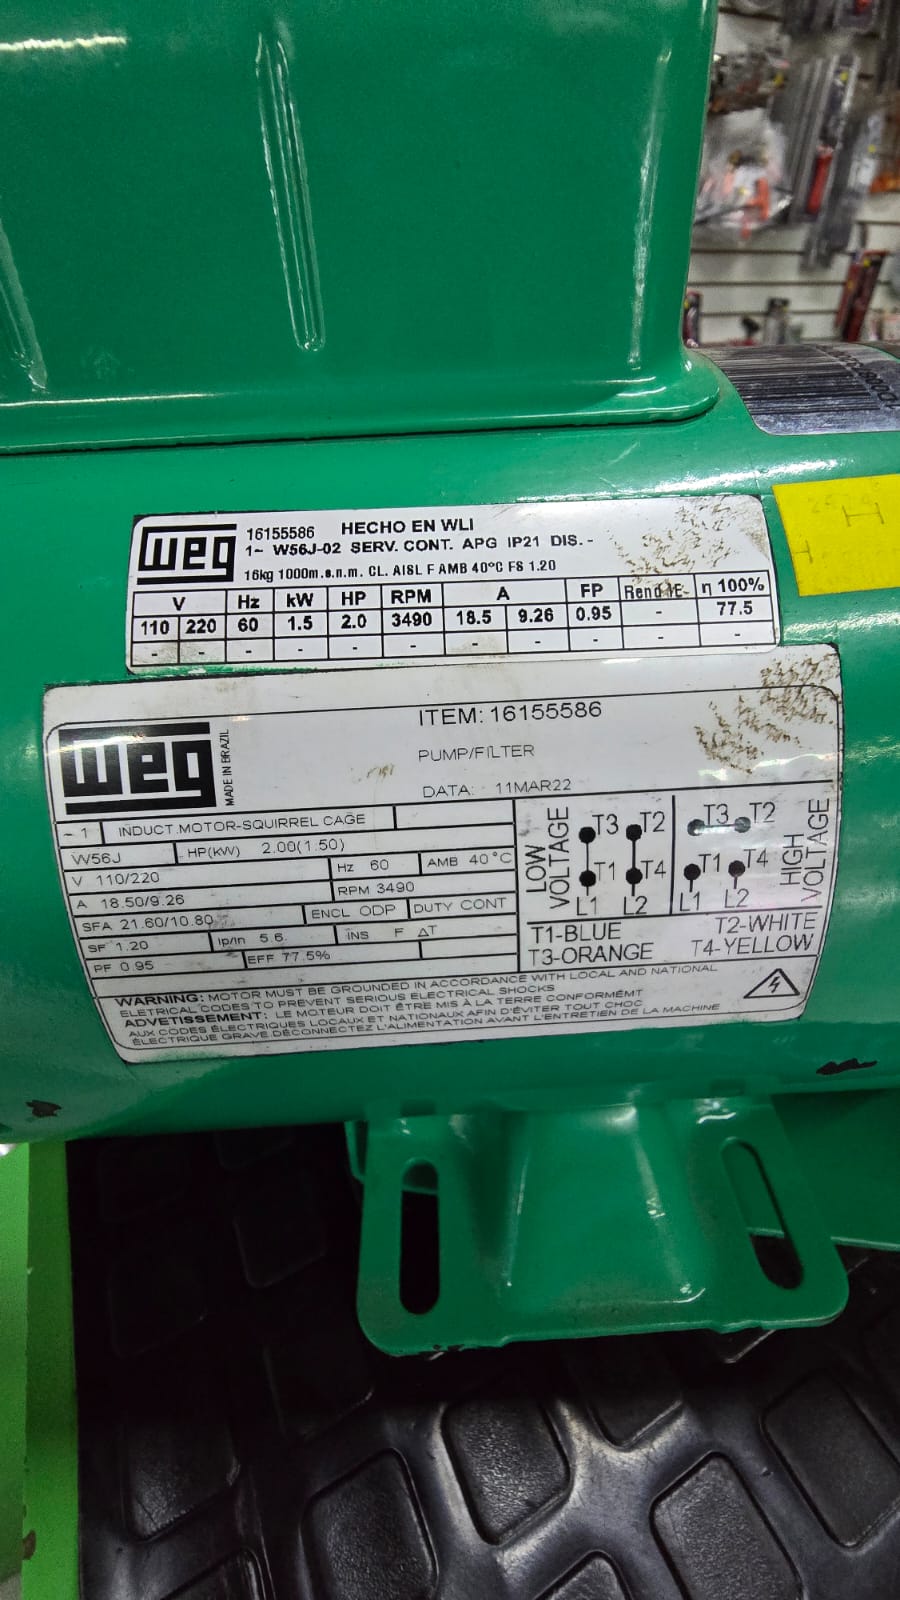 weg
16155586 HECHO EN WLI
1~ W56J-02 SERV. CONT. APG IP21 DIS.-
16kg 1000m.s.n.m. CL. AISL F AMB 40°C FS 1.20
V Hz kW HP RPM A FP Rend η 100%
110 220 60 1.5 2.0 3490 18.5 9.26 0.95 - 77.5
- - - - - - - - - - -
weg
MADE IN BRAZIL
ITEM: 16155586
PUMP/FILTER
DATA: 11MAR22
~ 1 INDUCT.MOTOR-SQUIRREL CAGE
W56J HP(kW) 2.00(1.50)
V 110/220 Hz 60 AMB 40°C
A 18.50/9.26 RPM 3490
SFA 21.60/10.80 ENCL ODP DUTY CONT
SF 1.20 Ip/In 5.6 INS F ΔT
PF 0.95 EFF 77.5%
LOW VOLTAGE
T3 T2
T1 T4
L1 L2
T3 T2
T1 T4
L1 L2
HIGH VOLTAGE
T1-BLUE T2-WHITE
T3-ORANGE T4-YELLOW
WARNING: MOTOR MUST BE GROUNDED IN ACCORDANCE WITH LOCAL AND NATIONAL
ELETRICAL CODES TO PREVENT SERIOUS ELECTRICAL SHOCKS
ADVETISSEMENT: LE MOTEUR DOIT ÊTRE MIS À LA TERRE CONFORMÉMT
AUX CODES ÉLECTRIQUES LOCAUX ET NATIONAUX AFIN D'ÉVITER TOUT CHOC
ÉLECTRIQUE GRAVE DÉCONNECTEZ L'ALIMENTATION AVANT L'ENTRETIEN DE LA MACHINE